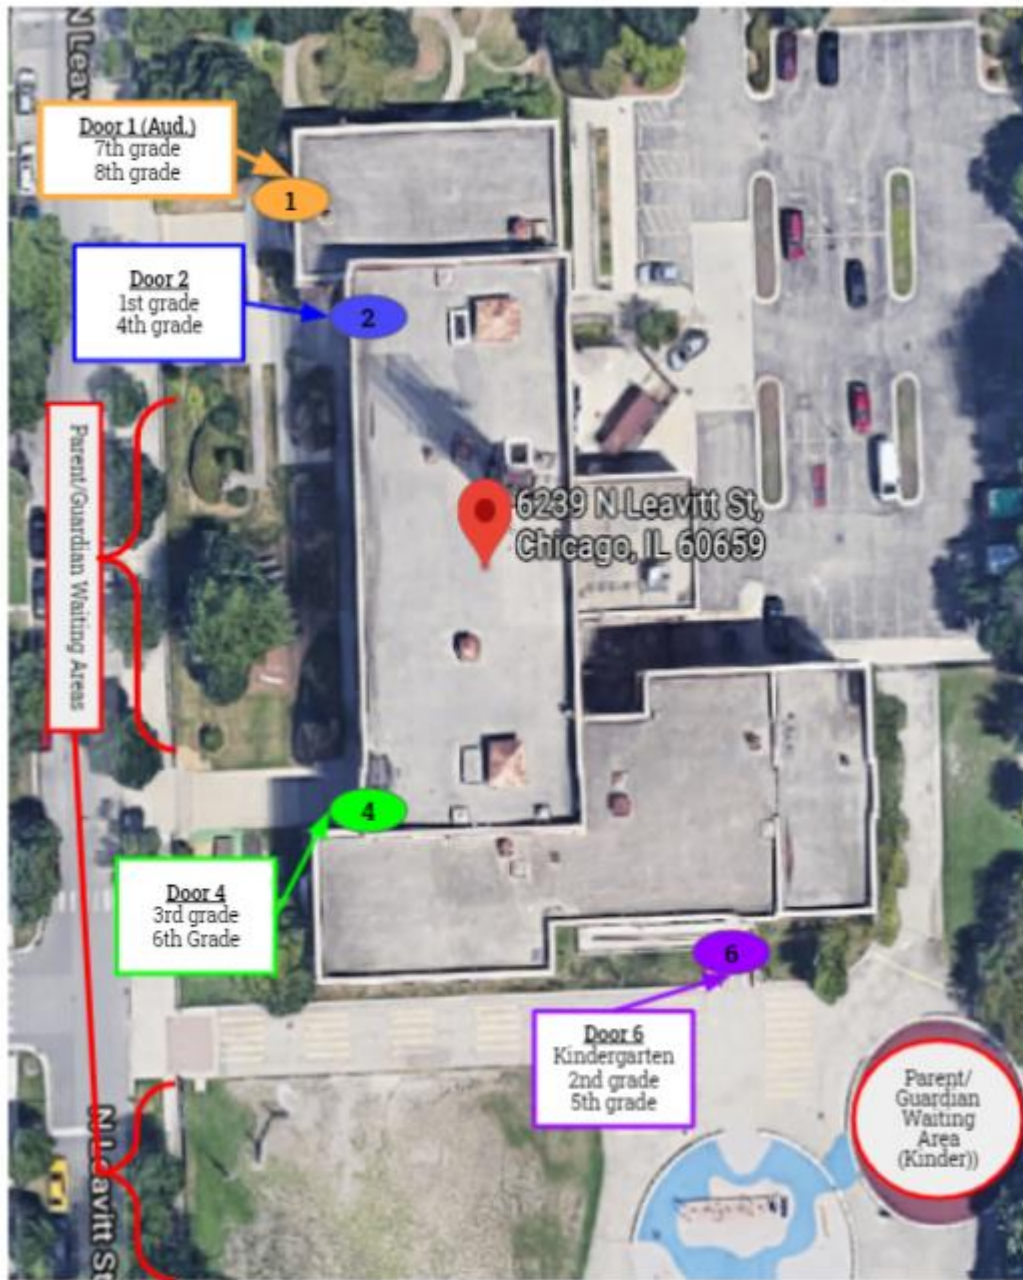 N Leav
Door 1 (Aud.)
7th grade
8th grade
1
Door 2
1st grade
4th grade
2
Parent/Guardian Waiting Areas
6239 N Leavitt St,
Chicago, IL 60659
4
Door 4
3rd grade
6th Grade
6
Door 6
Kindergarten
2nd grade
5th grade
Parent/
Guardian
Waiting
Area
(Kinder))
N Leavitt St